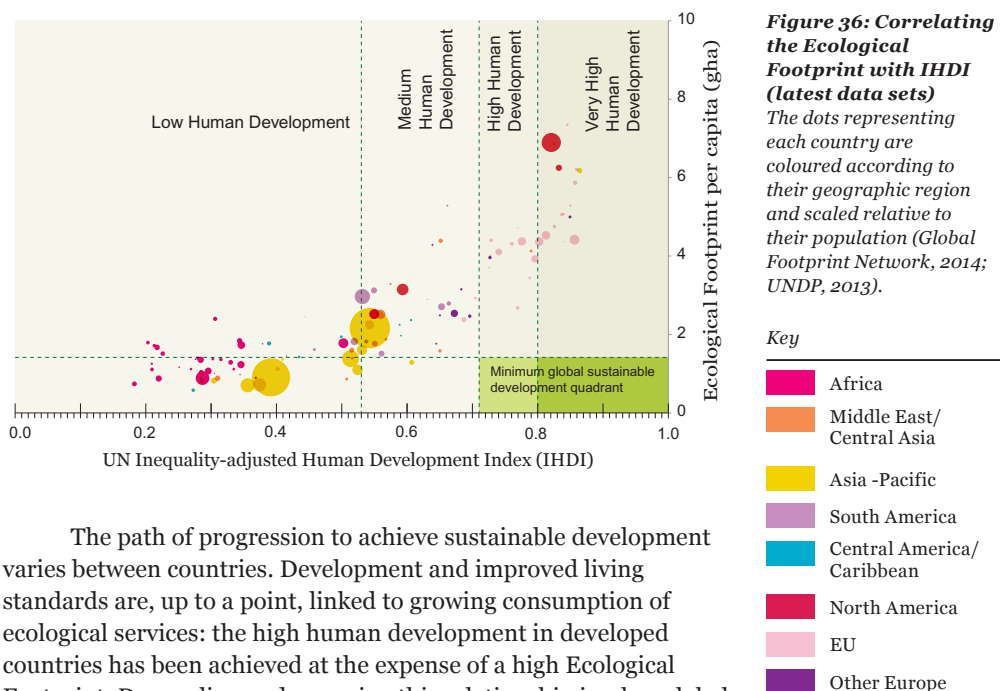 10
8
6
4
2
0
Ecological Footprint per capita (gha)
Low Human Development
Medium
Human
Development
High Human
Development
Very High
Human
Development
Minimum global sustainable
development quadrant
0.0 0.2 0.4 0.6 0.8 1.0
UN Inequality-adjusted Human Development Index (IHDI)
Figure 36: Correlating
the Ecological
Footprint with IHDI
(latest data sets)
The dots representing
each country are
coloured according to
their geographic region
and scaled relative to
their population (Global
Footprint Network, 2014;
UNDP, 2013).
Key
Africa
Middle East/
Central Asia
Asia -Pacific
South America
Central America/
Caribbean
North America
EU
Other Europe
The path of progression to achieve sustainable development
varies between countries. Development and improved living
standards are, up to a point, linked to growing consumption of
ecological services: the high human development in developed
countries has been achieved at the expense of a high Ecological